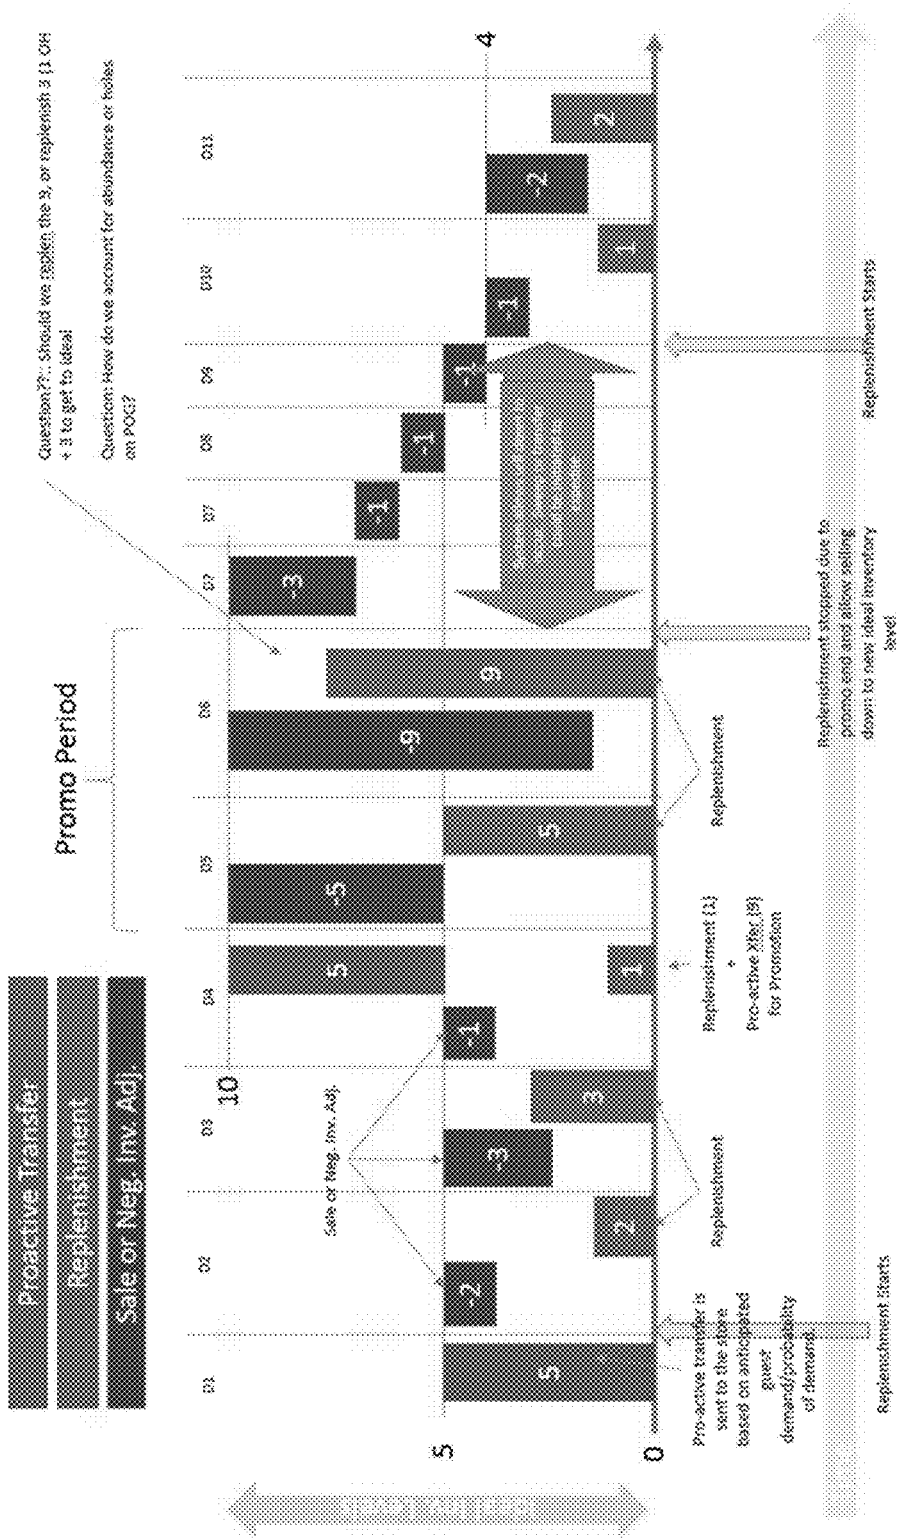 Proactive Transfer
Replenishment
Sale or Neg. Inv. Adj.
Promo Period
Question??:. Should we replen the 9, or replenish 3 (1 OH
+ 3 to get to ideal
Question: How do we account for abundance or holes
on POG?
D1
D2
D3
D4
D5
D6
D7
D7
D8
D9
D10
D11
10
5
0
4
Sale or Neg. Inv. Adj.
5
-2
2
-3
3
-1
1
5
-5
5
-9
9
-3
-1
-1
-1
-1
1
-2
2
Pro-active transfer is
sent to the store
based on anticipated
guest
demand/probability
of demand.
Replenishment
Replenishment (1)
+
Pro-active Xfer (9)
for Promotion
Replenishment
Replenishment Starts
Replenishment stopped due to
promo end and allow selling
down to new ideal inventory
level
Replenishment Starts